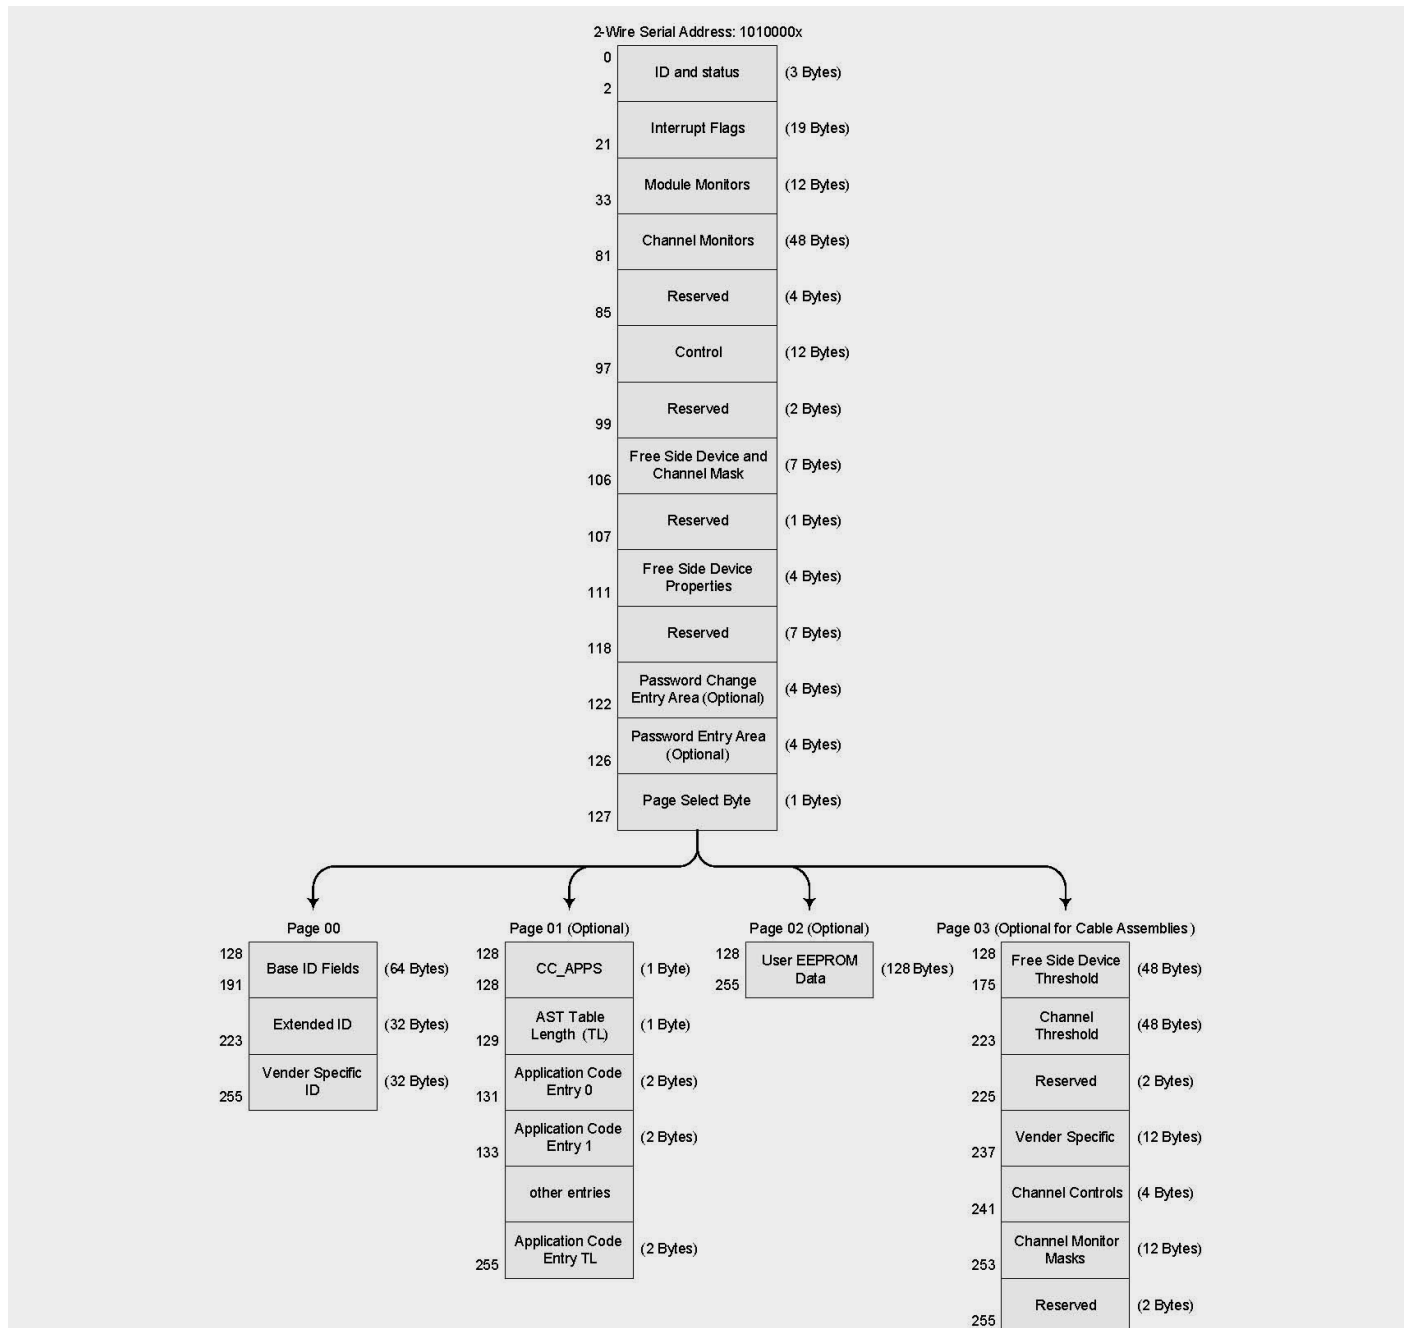 2-Wire Serial Address: 1010000x
0
ID and status (3 Bytes)
2
Interrupt Flags (19 Bytes)
21
Module Monitors (12 Bytes)
33
Channel Monitors (48 Bytes)
81
Reserved (4 Bytes)
85
Control (12 Bytes)
97
Reserved (2 Bytes)
99
Free Side Device and
Channel Mask
(7 Bytes)
106
Reserved (1 Bytes)
107
Free Side Device
Properties
(4 Bytes)
111
Reserved (7 Bytes)
118
Password Change
Entry Area (Optional)
(4 Bytes)
122
Password Entry Area
(Optional)
(4 Bytes)
126
Page Select Byte (1 Bytes)
127
Page 00
128
Base ID Fields (64 Bytes)
191
Extended ID (32 Bytes)
223
Vender Specific
ID
(32 Bytes)
255
Page 01 (Optional)
128
CC_APPS (1 Byte)
128
AST Table
Length (TL)
(1 Byte)
129
Application Code
Entry 0
(2 Bytes)
131
Application Code
Entry 1
(2 Bytes)
133
other entries
Application Code
Entry TL
(2 Bytes)
255
Page 02 (Optional)
128
User EEPROM
Data
(128 Bytes)
255
Page 03 (Optional for Cable Assemblies )
128
Free Side Device
Threshold
(48 Bytes)
175
Channel
Threshold
(48 Bytes)
223
Reserved (2 Bytes)
225
Vender Specific (12 Bytes)
237
Channel Controls (4 Bytes)
241
Channel Monitor
Masks
(12 Bytes)
253
Reserved (2 Bytes)
255